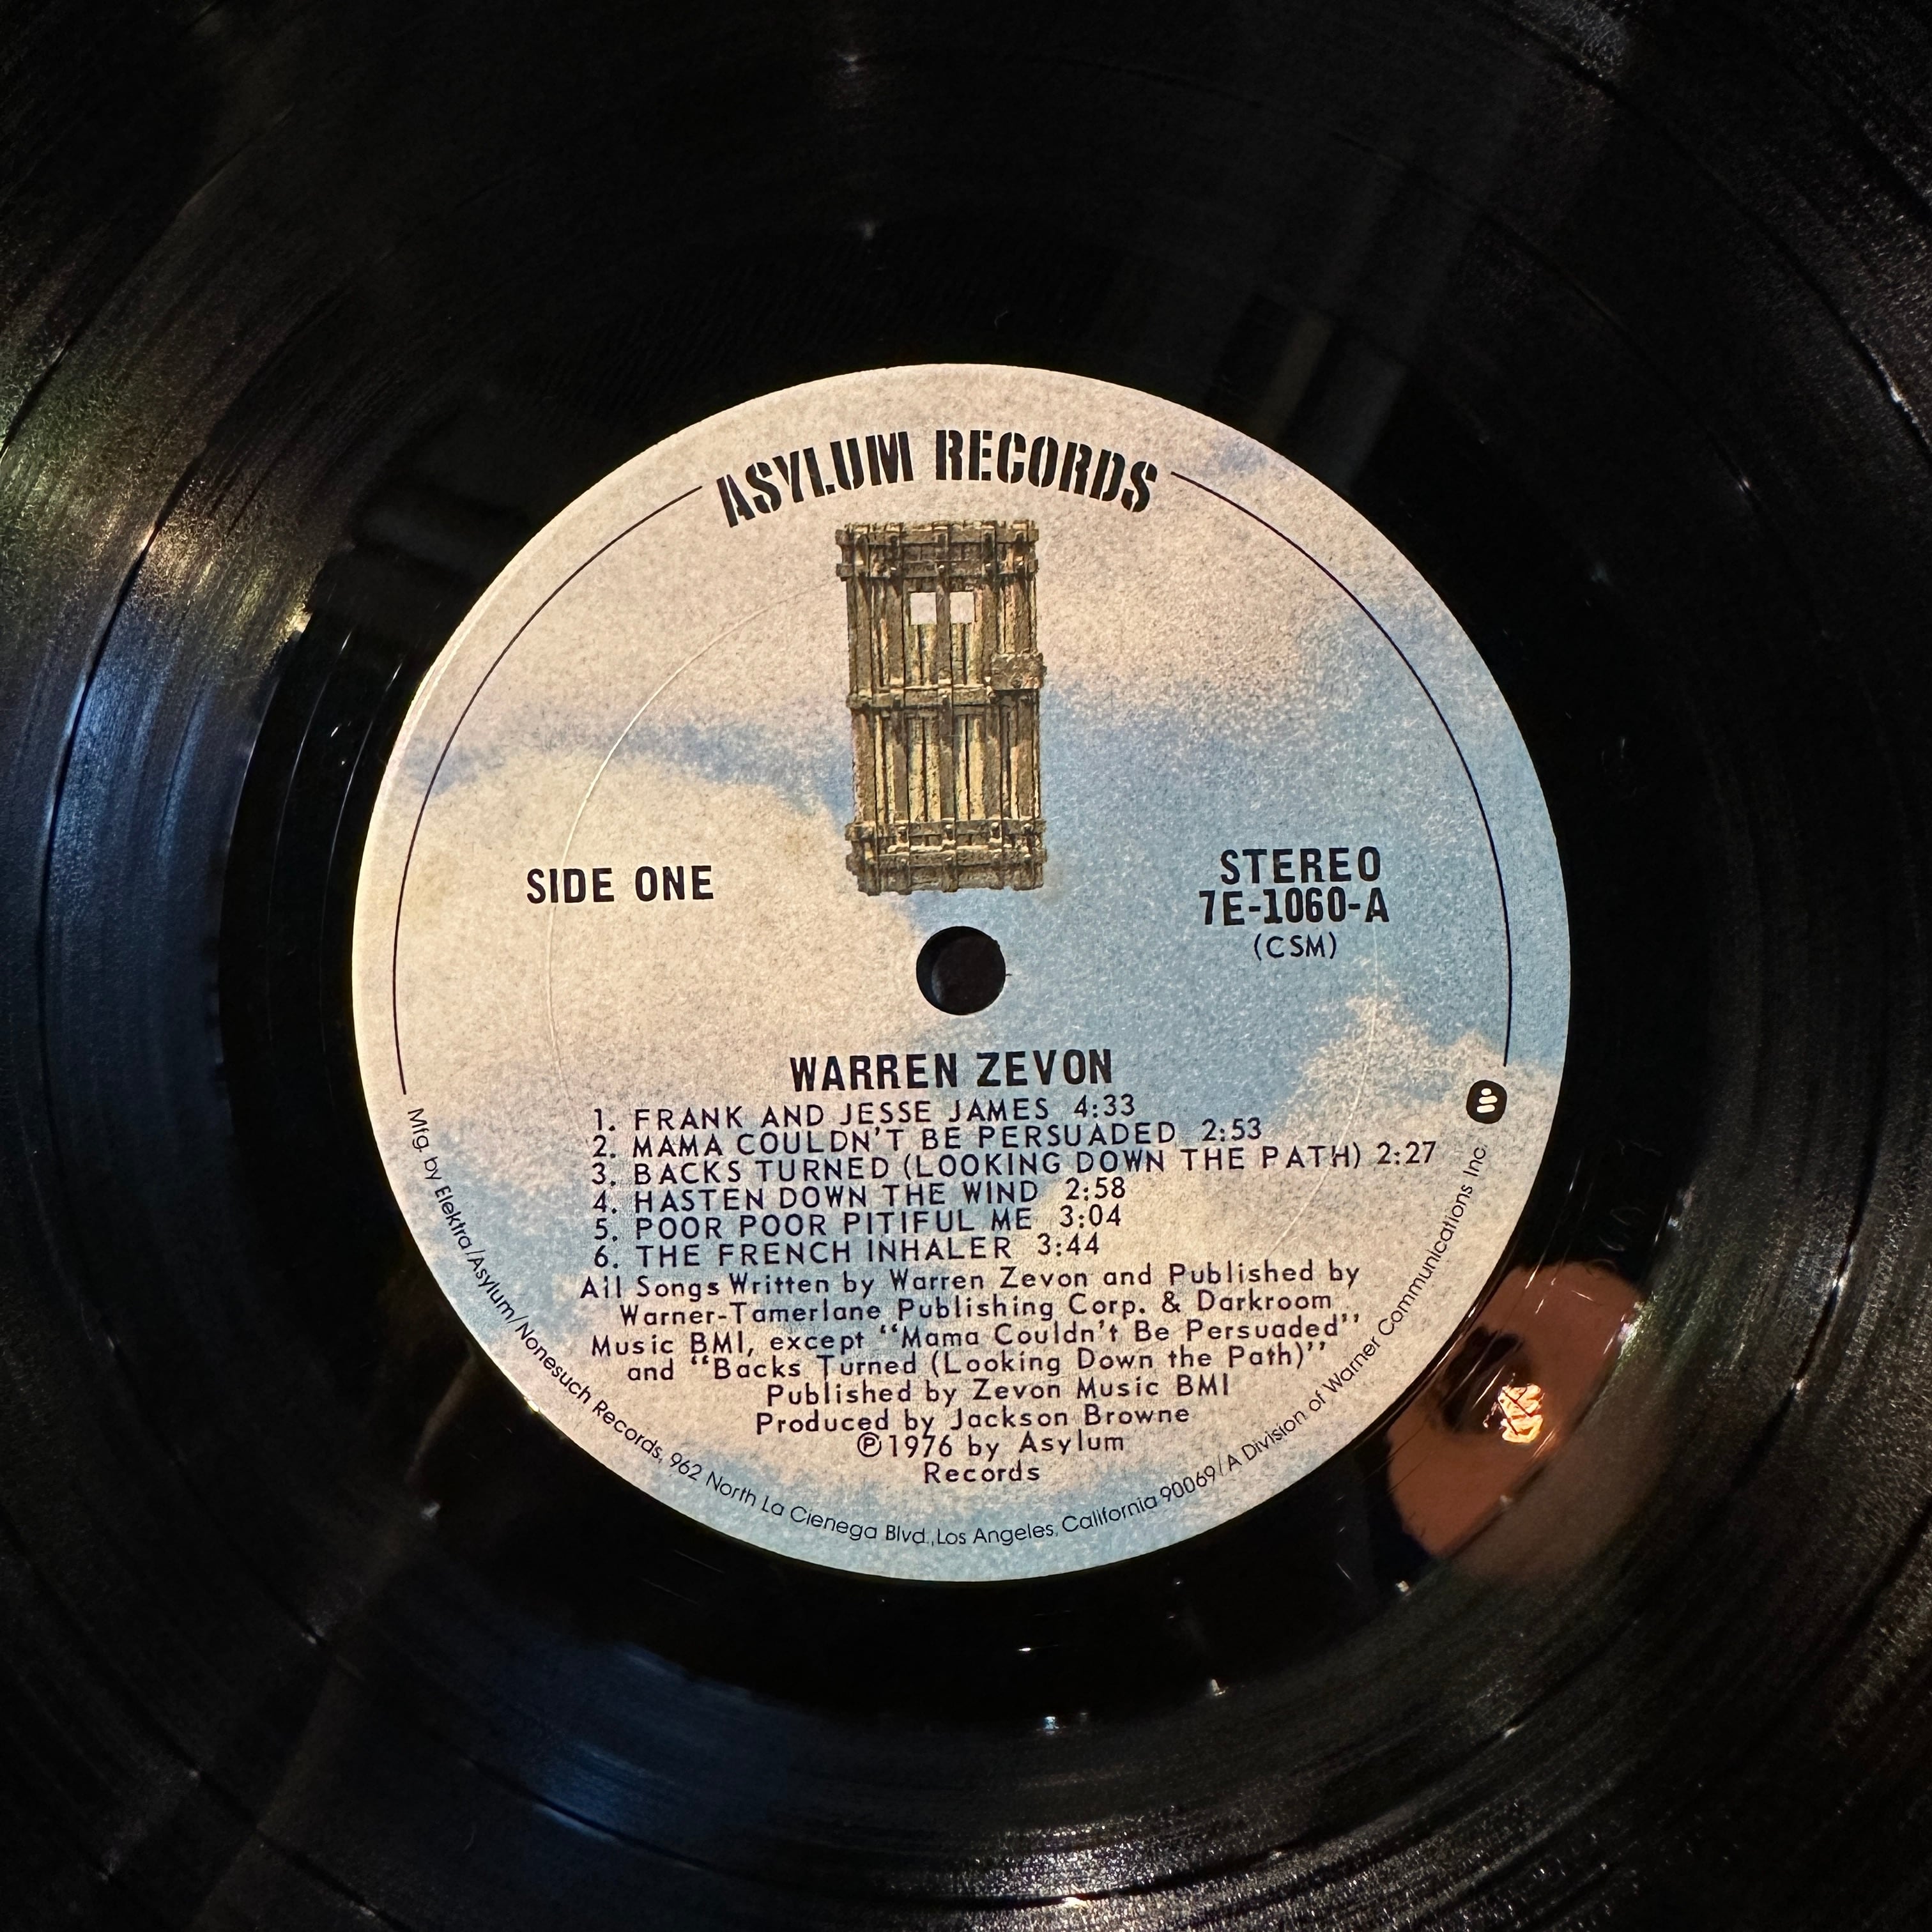 ASYLUM RECORDS
SIDE ONE
STEREO
7E-1060-A
(CSM)
WARREN ZEVON
1. FRANK AND JESSE JAMES 4:33
2. MAMA COULDN'T BE PERSUADED 2:53
3. BACKS TURNED (LOOKING DOWN THE PATH) 2:27
4. HASTEN DOWN THE WIND 2:58
5. POOR POOR PITIFUL ME 3:04
6. THE FRENCH INHALER 3:44
All Songs Written by Warren Zevon and Published by
Warner-Tamerlane Publishing Corp. & Darkroom
Music BMI, except "Mama Couldn't Be Persuaded"
and "Backs Turned (Looking Down the Path)"
Published by Zevon Music BMI
Produced by Jackson Browne
℗1976 by Asylum
Records
Mfg. by Elektra/Asylum/Nonesuch Records, 962 North La Cienega Blvd., Los Angeles, California 90069/A Division of Warner Communications Inc.